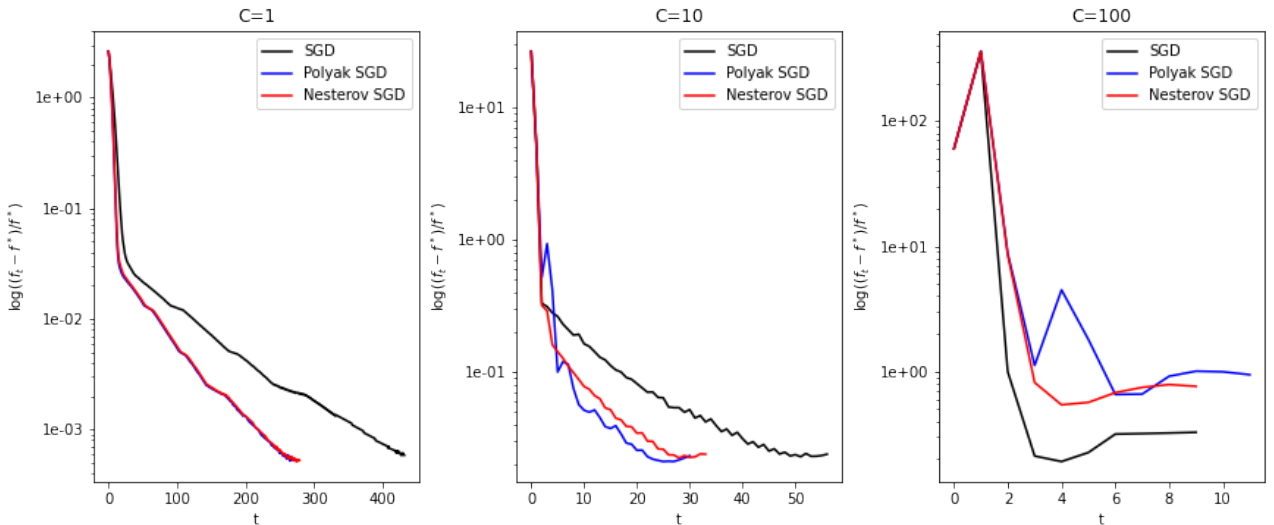 C=1
SGD
Polyak SGD
Nesterov SGD
1e+00
1e-01
1e-02
1e-03
log((f_t − f*)/f*)
0 100 200 300 400
t
C=10
SGD
Polyak SGD
Nesterov SGD
1e+01
1e+00
1e-01
log((f_t − f*)/f*)
0 10 20 30 40 50
t
C=100
SGD
Polyak SGD
Nesterov SGD
1e+02
1e+01
1e+00
log((f_t − f*)/f*)
0 2 4 6 8 10
t